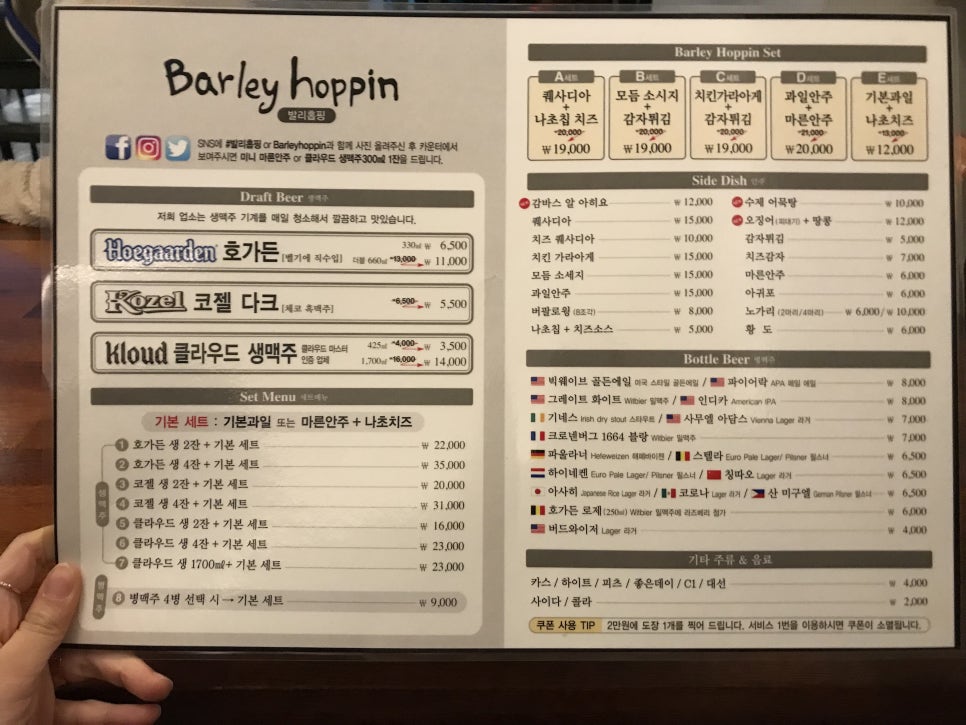 Barley hoppin
발리홉핑
SNS에 #발리홉핑 or Barleyhoppin과 함께 사진 올려주신 후 카운터에서
보여주시면 미니 마른안주 or 클라우드 생맥주300㎖ 1잔을 드립니다.
Draft Beer 생맥주
저희 업소는 생맥주 기계를 매일 청소해서 깔끔하고 맛있습니다.
Hoegaarden 호가든 [벨기에 직수입] 330㎖ ₩ 6,500
더블 660㎖ 13,000 ₩ 11,000
Kozel 코젤 다크 [체코 흑맥주] 6,500 ₩ 5,500
Kloud 클라우드 생맥주 클라우드 마스터 인증 업체 425㎖ 4,000 ₩ 3,500
1,700㎖ 16,000 ₩ 14,000
Set Menu 세트메뉴
기본 세트 : 기본과일 또는 마른안주 + 나초치즈
생맥주
1 호가든 생 2잔 + 기본 세트 ₩ 22,000
2 호가든 생 4잔 + 기본 세트 ₩ 35,000
3 코젤 생 2잔 + 기본 세트 ₩ 20,000
4 코젤 생 4잔 + 기본 세트 ₩ 31,000
5 클라우드 생 2잔 + 기본 세트 ₩ 16,000
6 클라우드 생 4잔 + 기본 세트 ₩ 23,000
7 클라우드 생 1700㎖+ 기본 세트 ₩ 23,000
병맥주
8 병맥주 4병 선택 시 → 기본 세트 ₩ 9,000
Barley Hoppin Set
A세트
퀘사디아
+
나초칩 치즈
20,000
₩ 19,000
B세트
모듬 소시지
+
감자튀김
20,000
₩ 19,000
C세트
치킨가라아게
+
감자튀김
20,000
₩ 19,000
D세트
과일안주
+
마른안주
21,000
₩ 20,000
E세트
기본과일
+
나초치즈
13,000
₩ 12,000
Side Dish 안주
NEW 감바스 알 아히요 ₩ 12,000
퀘사디아 ₩ 15,000
치즈 퀘사디아 ₩ 10,000
치킨 가라아게 ₩ 15,000
모듬 소세지 ₩ 15,000
과일안주 ₩ 15,000
버팔로윙 (8조각) ₩ 8,000
나초칩 + 치즈소스 ₩ 5,000
NEW 수제 어묵탕 ₩ 10,000
NEW 오징어(피데기) + 땅콩 ₩ 12,000
감자튀김 ₩ 5,000
치즈감자 ₩ 7,000
마른안주 ₩ 6,000
아귀포 ₩ 6,000
노가리 (2마리/4마리) ₩ 6,000/₩ 10,000
황 도 ₩ 6,000
Bottle Beer 병맥주
빅웨이브 골든에일 미국 스타일 골든에일 / 파이어락 APA 페일 에일 ₩ 8,000
그레이트 화이트 Witbier 밀맥주 / 인디카 American IPA ₩ 8,000
기네스 Irish dry stout 스타우트 / 사무엘 아담스 Vienna Lager 라거 ₩ 7,000
크로넨버그 1664 블랑 Witbier 밀맥주 ₩ 7,000
파울라너 Hefeweizen 헤페바이젠 / 스텔라 Euro Pale Lager/ Pilsner 필스너 ₩ 6,500
하이네켄 Euro Pale Lager/ Pilsner 필스너 / 칭따오 Lager 라거 ₩ 6,500
아사히 Japanese Rice Lager 라거 / 코로나 Lager 라거 / 산 미구엘 German Pilsner 필스너 ₩ 6,500
호가든 로제(250㎖) Witbier 밀맥주에 라즈베리 첨가 ₩ 6,000
버드와이저 Lager 라거 ₩ 4,000
기타 주류 & 음료
카스 / 하이트 / 피츠 / 좋은데이 / C1 / 대선 ₩ 4,000
사이다 / 콜라 ₩ 2,000
쿠폰 사용 TIP 2만원에 도장 1개를 찍어 드립니다. 서비스 1번을 이용하시면 쿠폰이 소멸됩니다.